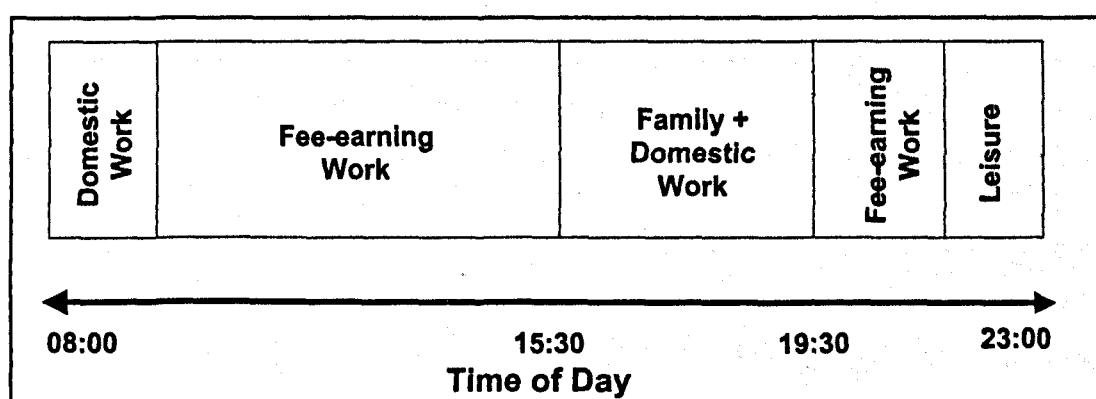 Domestic
Work
Fee-earning
Work
Family +
Domestic
Work
Fee-earning
Work
Leisure
08:00 15:30 19:30 23:00
Time of Day